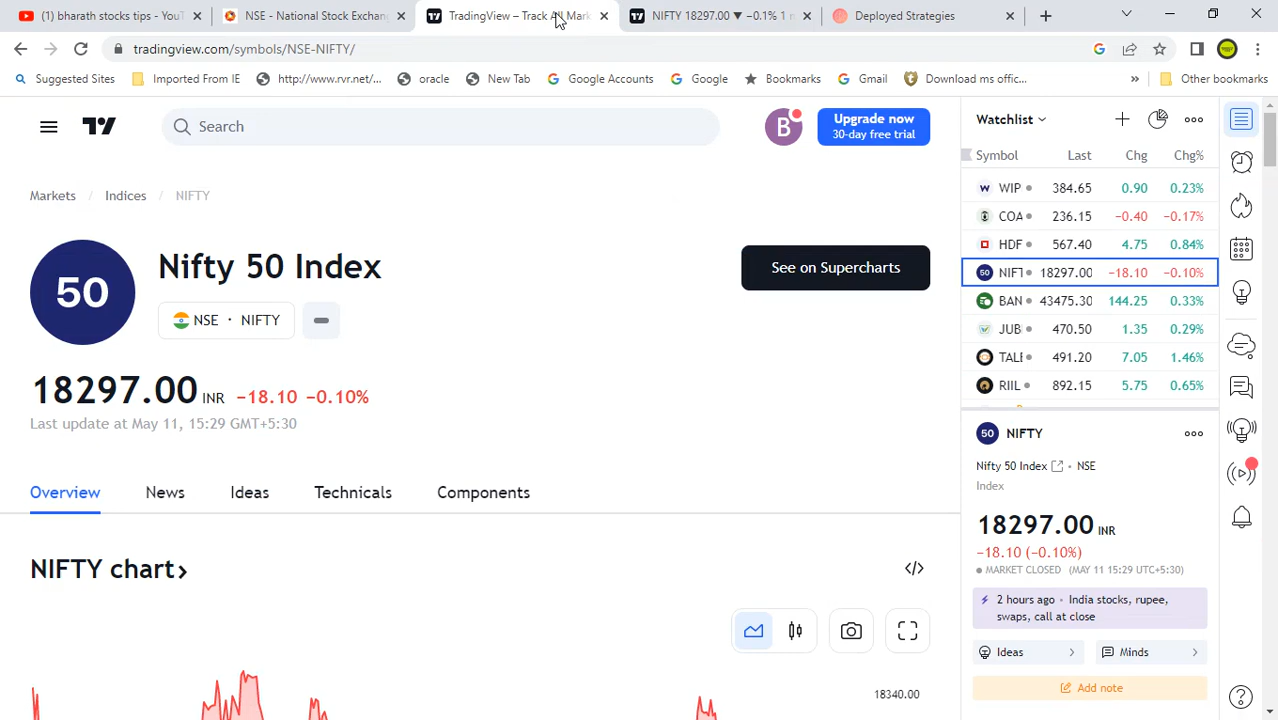 (1) bharath stocks tips - YouT
NSE - National Stock Exchan
TradingView – Track All Mark
NIFTY 18297.00 ▼ −0.1% 1 n
Deployed Strategies
tradingview.com/symbols/NSE-NIFTY/
Suggested Sites
Imported From IE
http://www.rvr.net/...
oracle
New Tab
Google Accounts
Google
Bookmarks
Gmail
Download ms offic...
»
Other bookmarks
Search
B
Upgrade now
30-day free trial
Markets / Indices / NIFTY
50
Nifty 50 Index
See on Supercharts
NSE · NIFTY
18297.00 INR −18.10 −0.10%
Last update at May 11, 15:29 GMT+5:30
Overview
News
Ideas
Technicals
Components
NIFTY chart ›
18340.00
Watchlist
Symbol Last Chg Chg%
WIP 384.65 0.90 0.23%
COA 236.15 −0.40 −0.17%
HDF 567.40 4.75 0.84%
50 NIFT 18297.00 −18.10 −0.10%
BAN 43475.30 144.25 0.33%
JUB 470.50 1.35 0.29%
TALE 491.20 7.05 1.46%
RIIL 892.15 5.75 0.65%
50 NIFTY
Nifty 50 Index • NSE
Index
18297.00 INR
−18.10 (−0.10%)
MARKET CLOSED (MAY 11 15:29 UTC+5:30)
2 hours ago • India stocks, rupee,
swaps, call at close
Ideas
Minds
Add note